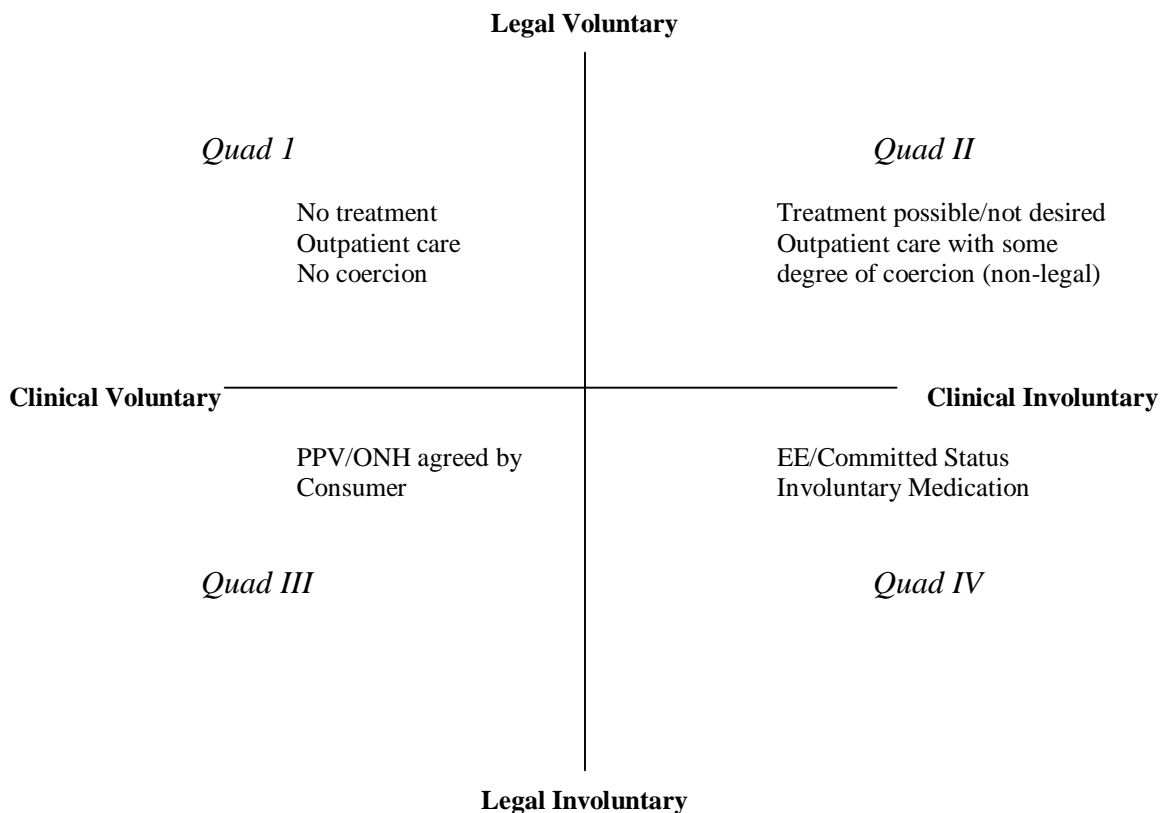 Legal Voluntary
Quad 1
Quad II
No treatment
Outpatient care
No coercion
Treatment possible/not desired
Outpatient care with some
degree of coercion (non-legal)
Clinical Voluntary
Clinical Involuntary
PPV/ONH agreed by
Consumer
EE/Committed Status
Involuntary Medication
Quad III
Quad IV
Legal Involuntary